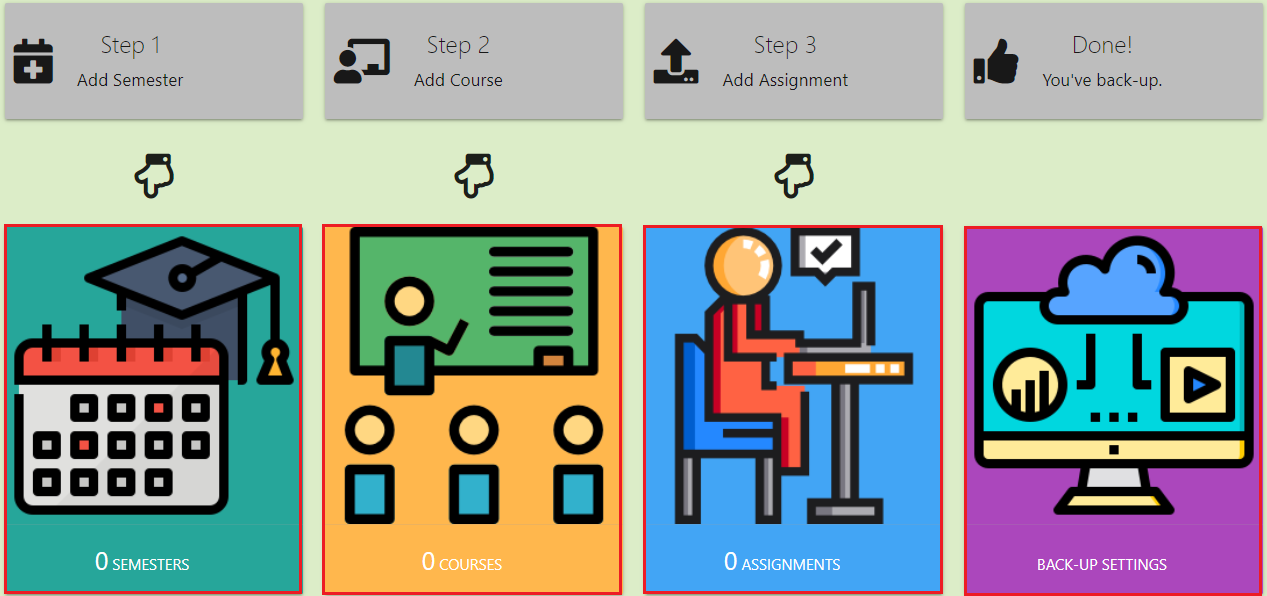 Step 1
Add Semester
Step 2
Add Course
Step 3
Add Assignment
Done!
You've back-up.
0 SEMESTERS
0 COURSES
0 ASSIGNMENTS
BACK-UP SETTINGS